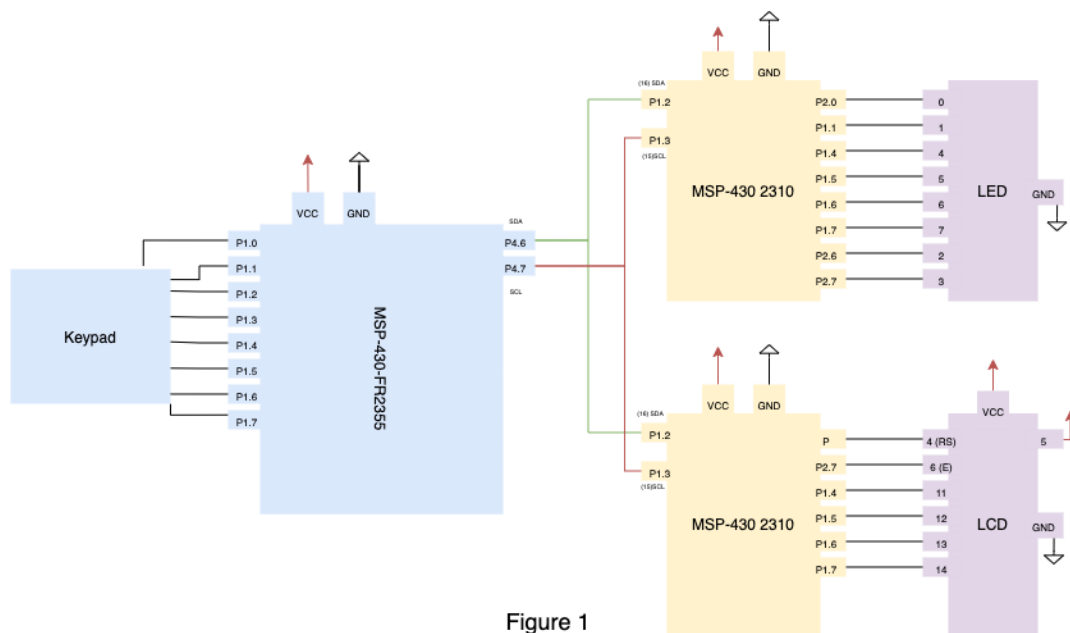 Keypad
VCC
GND
P1.0
P1.1
P1.2
P1.3
P1.4
P1.5
P1.6
P1.7
MSP-430-FR2355
SDA
P4.6
P4.7
SCL
VCC
GND
(16) SDA
P1.2
P1.3
(15)SCL
MSP-430 2310
P2.0
P1.1
P1.4
P1.5
P1.6
P1.7
P2.6
P2.7
0
1
4
5
6
7
2
3
LED
GND
VCC
GND
(16) SDA
P1.2
P1.3
(15)SCL
MSP-430 2310
P
P2.7
P1.4
P1.5
P1.6
P1.7
VCC
4 (RS)
6 (E)
11
12
13
14
LCD
5
GND
Figure 1